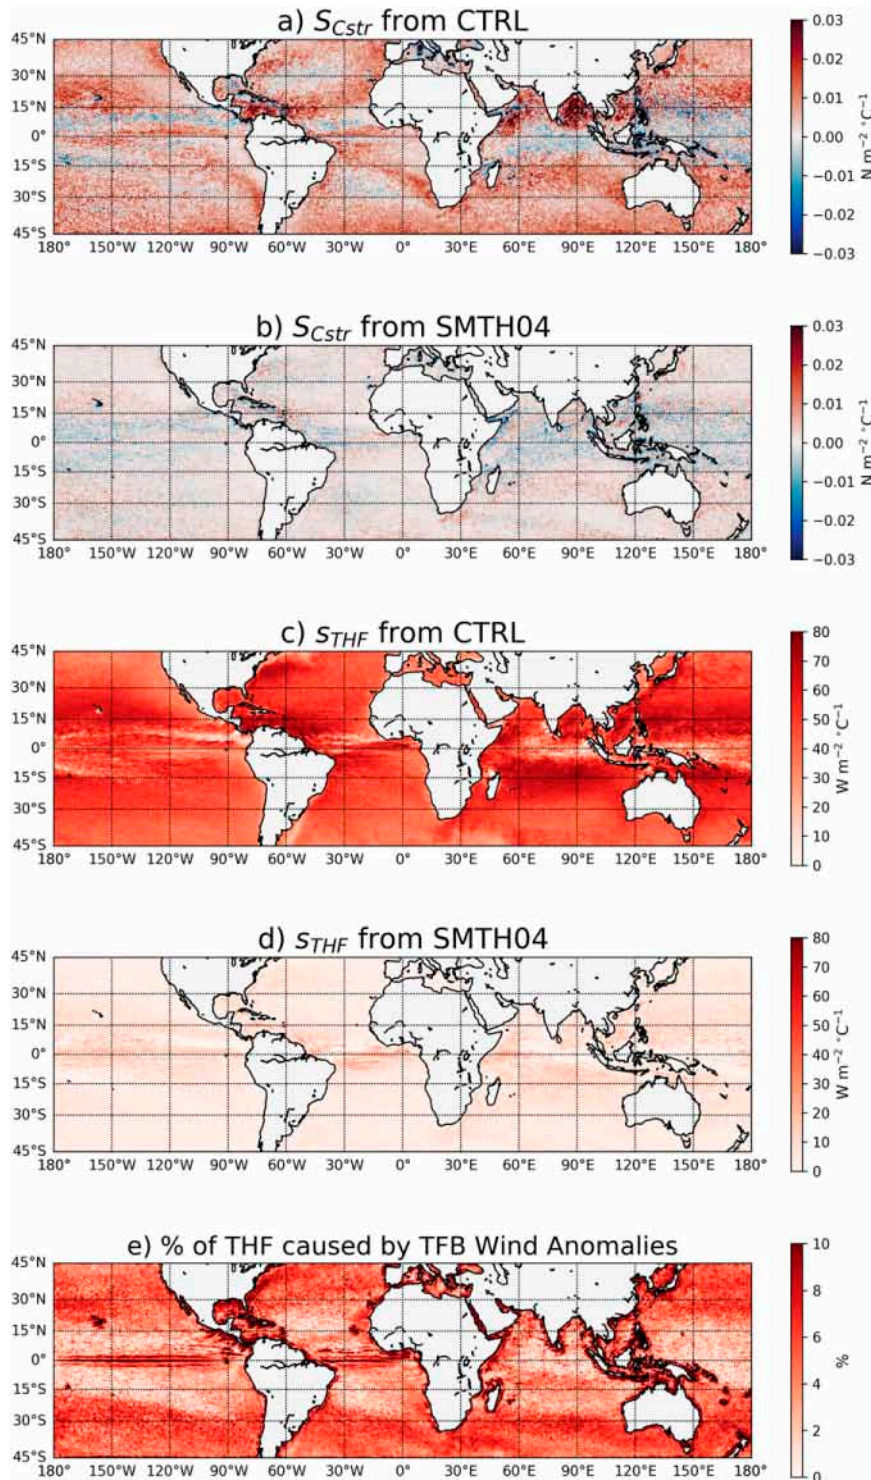 a) S_Cstr from CTRL
45°N
30°N
15°N
0°
15°S
30°S
45°S
180° 150°W 120°W 90°W 60°W 30°W 0° 30°E 60°E 90°E 120°E 150°E 180°
0.03
0.02
0.01
0.00
−0.01
−0.02
−0.03
N m⁻² °C⁻¹
b) S_Cstr from SMTH04
45°N
30°N
15°N
0°
15°S
30°S
45°S
180° 150°W 120°W 90°W 60°W 30°W 0° 30°E 60°E 90°E 120°E 150°E 180°
0.03
0.02
0.01
0.00
−0.01
−0.02
−0.03
N m⁻² °C⁻¹
c) s_THF from CTRL
45°N
30°N
15°N
0°
15°S
30°S
45°S
180° 150°W 120°W 90°W 60°W 30°W 0° 30°E 60°E 90°E 120°E 150°E 180°
80
70
60
50
40
30
20
10
0
W m⁻² °C⁻¹
d) s_THF from SMTH04
45°N
30°N
15°N
0°
15°S
30°S
45°S
180° 150°W 120°W 90°W 60°W 30°W 0° 30°E 60°E 90°E 120°E 150°E 180°
80
70
60
50
40
30
20
10
0
W m⁻² °C⁻¹
e) % of THF caused by TFB Wind Anomalies
45°N
30°N
15°N
0°
15°S
30°S
45°S
180° 150°W 120°W 90°W 60°W 30°W 0° 30°E 60°E 90°E 120°E 150°E 180°
10
8
6
4
2
0
%